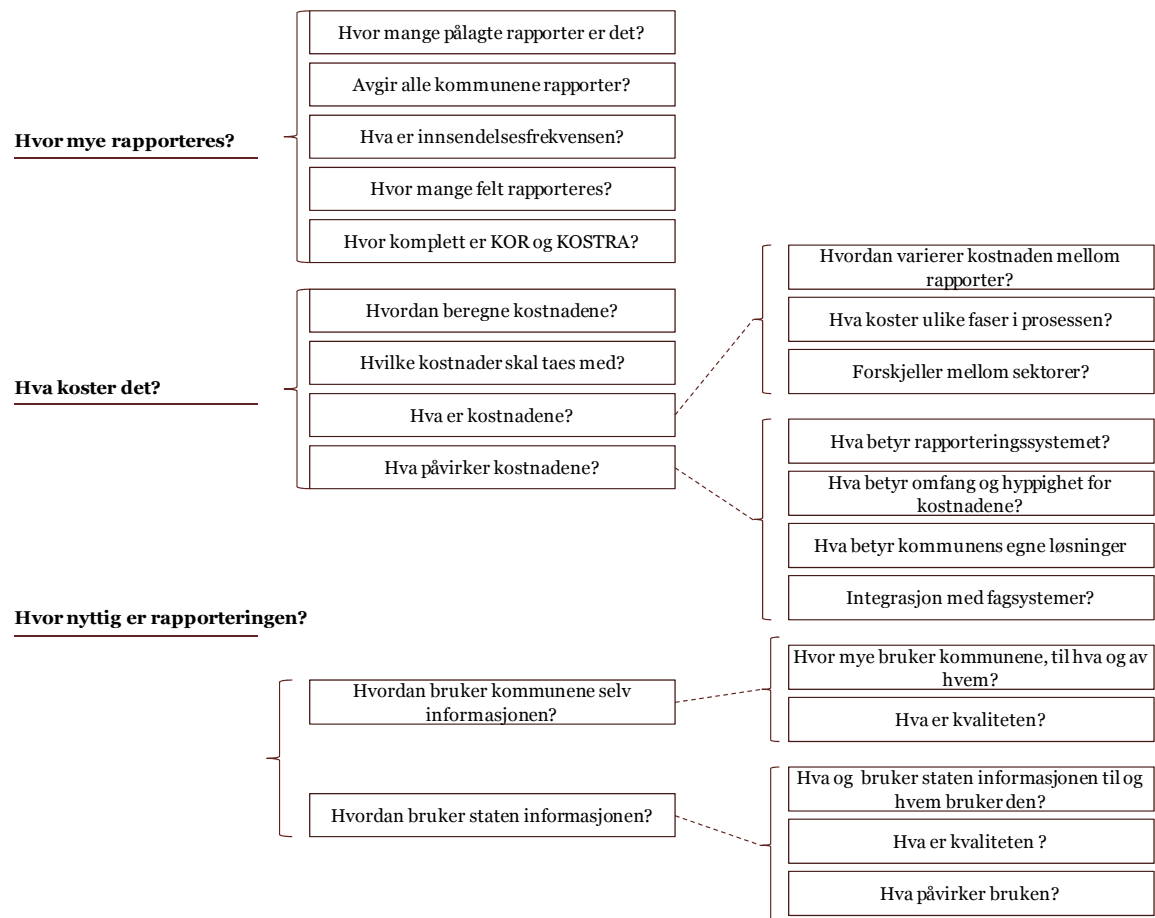 Hvor mye rapporteres?
Hvor mange pålagte rapporter er det?
Avgir alle kommunene rapporter?
Hva er innsendelsesfrekvensen?
Hvor mange felt rapporteres?
Hvor komplett er KOR og KOSTRA?
Hva koster det?
Hvordan beregne kostnadene?
Hvilke kostnader skal taes med?
Hva er kostnadene?
Hva påvirker kostnadene?
Hvordan varierer kostnaden mellom
rapporter?
Hva koster ulike faser i prosessen?
Forskjeller mellom sektorer?
Hva betyr rapporteringssystemet?
Hva betyr omfang og hyppighet for
kostnadene?
Hva betyr kommunens egne løsninger
Integrasjon med fagsystemer?
Hvor nyttig er rapporteringen?
Hvordan bruker kommunene selv
informasjonen?
Hvor mye bruker kommunene, til hva og av
hvem?
Hva er kvaliteten?
Hvordan bruker staten informasjonen?
Hva og bruker staten informasjonen til og
hvem bruker den?
Hva er kvaliteten ?
Hva påvirker bruken?